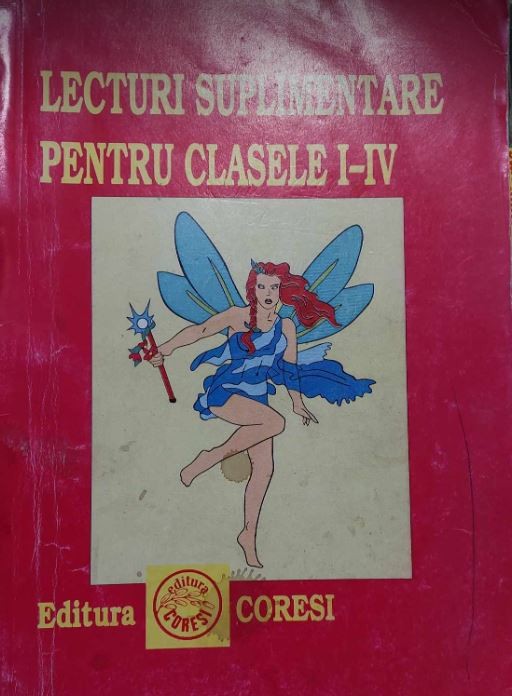 LECTURI SUPLIMENTARE
PENTRU CLASELE I-IV
Editura
editura
CORESI
CORESI